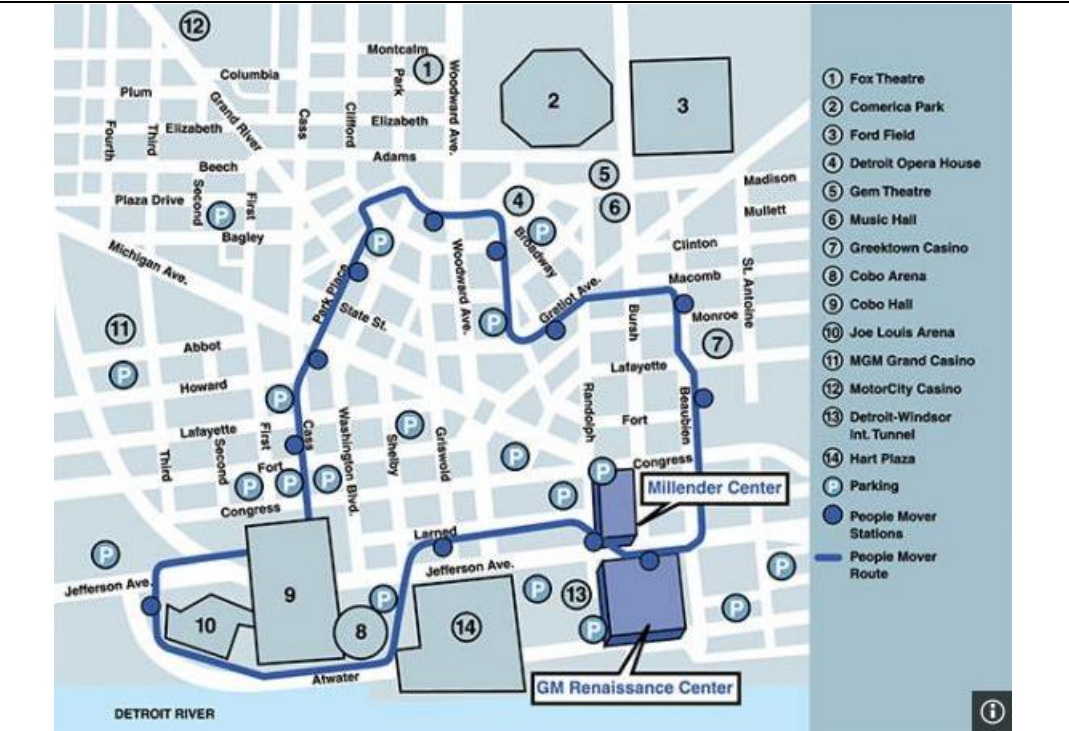 12
Montcalm
1
Columbia
Park
Woodward Ave.
Plum
Grand River
Cass
Clifford
2
3
Fourth
Third
Elizabeth
Elizabeth
Adams
Beech
5
Plaza Drive
Second
First
P
4
6
Madison
Mullett
Bagley
P
P
Broadway
Clinton
Michigan Ave.
Woodward Ave.
Macomb
St. Antoine
Park Place
State St.
Gratiot Ave.
P
Bursh
Monroe
11
7
Abbot
P
Howard
Lafayette
P
Randolph
Beaubien
Lafayette
Second
First
Cass
Washington Blvd.
Shelby
P
Griswold
Fort
Third
Fort
P
P
Congress
P
P
P
P
Millender Center
Congress
Larned
P
Jefferson Ave.
Jefferson Ave.
P
9
P
P
13
P
10
8
14
P
Atwater
GM Renaissance Center
DETROIT RIVER
1 Fox Theatre
2 Comerica Park
3 Ford Field
4 Detroit Opera House
5 Gem Theatre
6 Music Hall
7 Greektown Casino
8 Cobo Arena
9 Cobo Hall
10 Joe Louis Arena
11 MGM Grand Casino
12 MotorCity Casino
13 Detroit-Windsor
Int. Tunnel
14 Hart Plaza
P Parking
People Mover
Stations
People Mover
Route